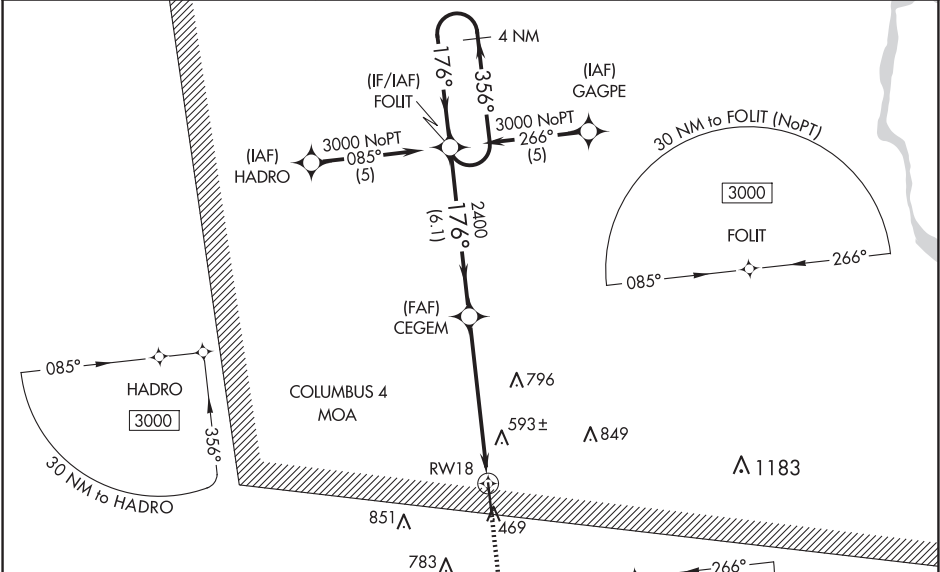 4 NM
176°
356°
(IF/IAF)
FOLIT
(IAF)
GAGPE
3000 NoPT
266°
(5)
(IAF)
HADRO
3000 NoPT
085°
(5)
30 NM to FOLIT (NoPT)
3000
FOLIT
085°
266°
2400
176°
(6.1)
(FAF)
CEGEM
085°
HADRO
3000
356°
30 NM to HADRO
COLUMBUS 4
MOA
796
593±
849
RW18
1183
851
469
783
266°